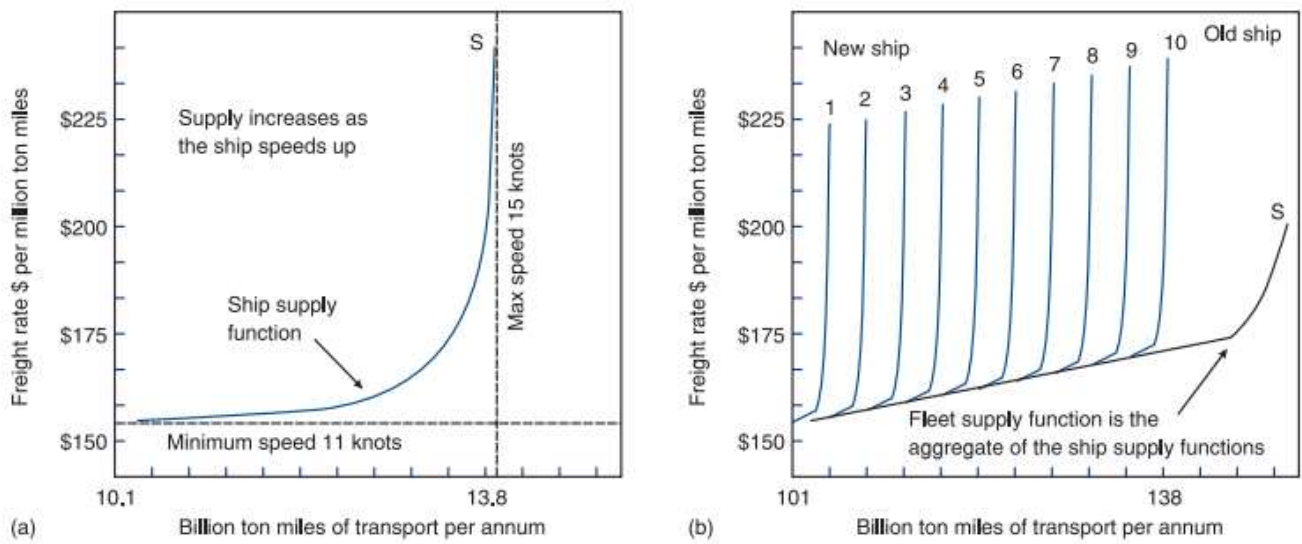 Freight rate $ per million ton miles
$225
$200
$175
$150
S
Supply increases as
the ship speeds up
Max speed 15 knots
Ship supply
function
Minimum speed 11 knots
10.1
13.8
(a)
Billion ton miles of transport per annum
Freight rate $ per million ton miles
$225
$200
$175
$150
New ship
Old ship
1
2
3
4
5
6
7
8
9
10
S
Fleet supply function is the
aggregate of the ship supply functions
101
138
(b)
Billion ton miles of transport per annum